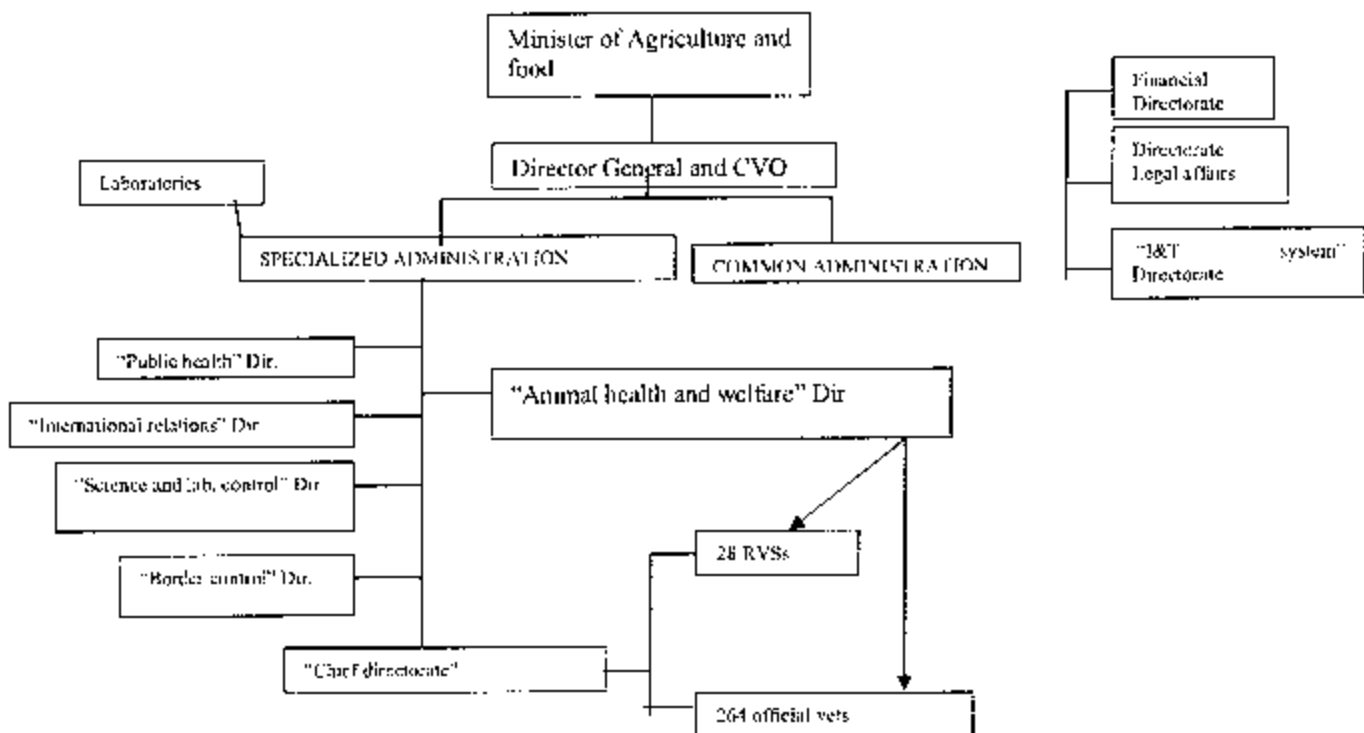 Minister of Agriculture and
food
Financial
Directorate
Director General and CVO
Directorate
Legal affairs
Laboratories
SPECIALIZED ADMINISTRATION
COMMON ADMINISTRATION
"I&T system"
Directorate
"Public health" Dir.
"Animal health and welfare" Dir
"International relations" Dir
"Science and lab. control" Dir
28 RVSs
"Border control" Dir.
"Chief directorate"
264 official vets